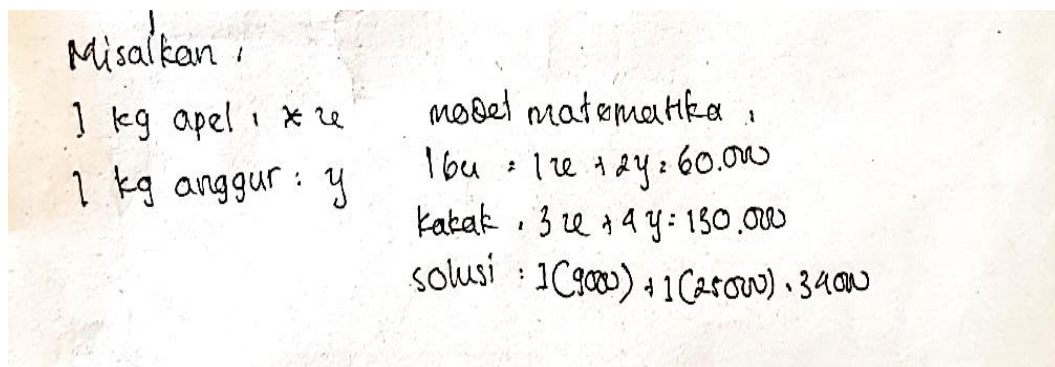 Misalkan :
1 kg apel : x
1 kg anggur : y
model matematika :
Ibu : 1x + 2y = 60.000
kakak : 3x + 4y = 130.000
solusi : 1(9000) + 1(25000) = 34000